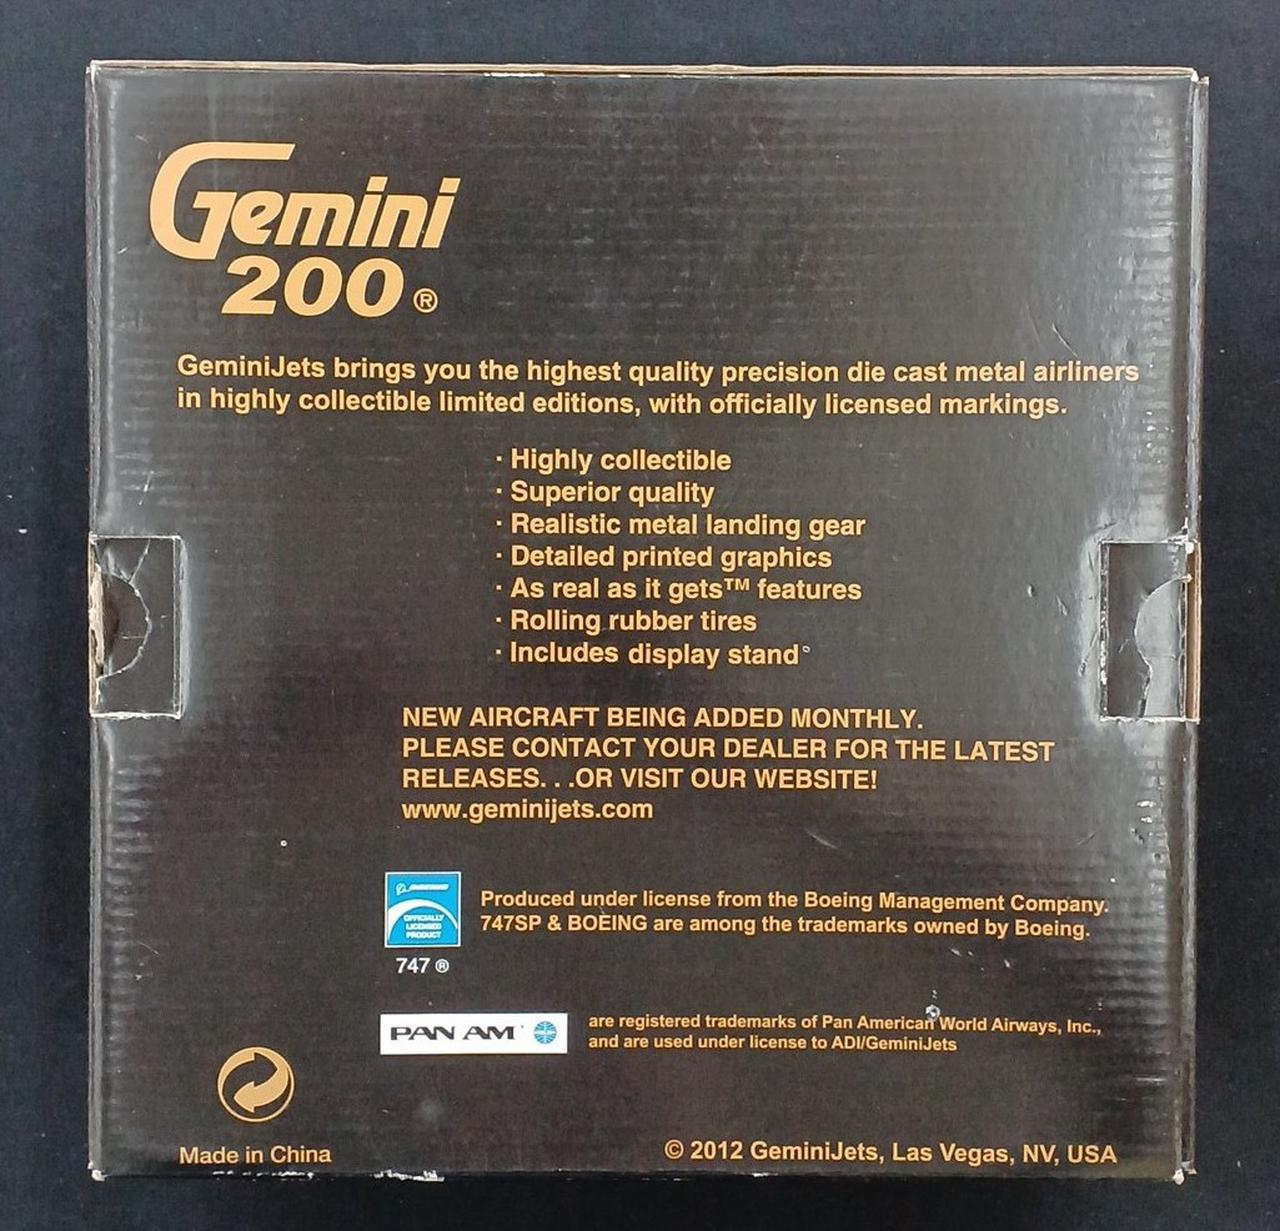 Gemini
200®
GeminiJets brings you the highest quality precision die cast metal airliners
in highly collectible limited editions, with officially licensed markings.
· Highly collectible
· Superior quality
· Realistic metal landing gear
· Detailed printed graphics
· As real as it gets™ features
· Rolling rubber tires
· Includes display stand
NEW AIRCRAFT BEING ADDED MONTHLY.
PLEASE CONTACT YOUR DEALER FOR THE LATEST
RELEASES. . .OR VISIT OUR WEBSITE!
www.geminijets.com
BOEING
OFFICIALLY
LICENSED
PRODUCT
747 ®
Produced under license from the Boeing Management Company.
747SP & BOEING are among the trademarks owned by Boeing.
PAN AM
are registered trademarks of Pan American World Airways, Inc.,
and are used under license to ADI/GeminiJets
Made in China
© 2012 GeminiJets, Las Vegas, NV, USA